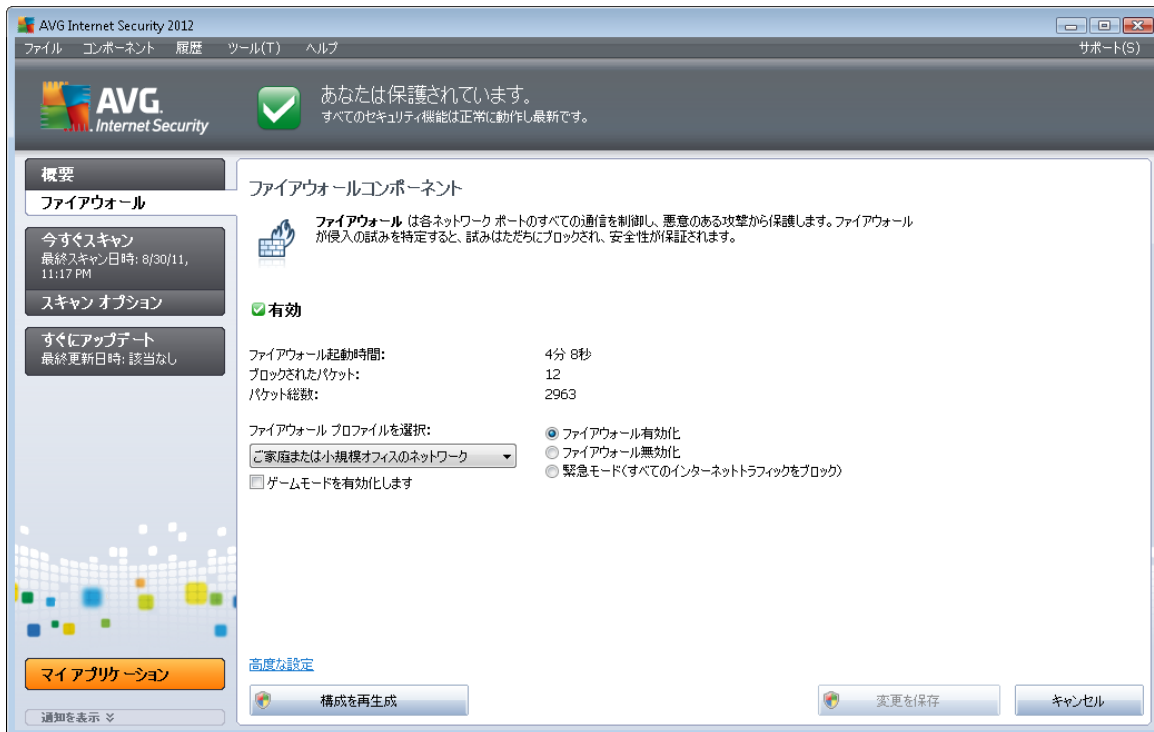 AVG Internet Security 2012
ファイル コンポーネント 履歴 ツール(T) ヘルプ サポート(S)
AVG.
Internet Security
あなたは保護されています。
すべてのセキュリティ機能は正常に動作し最新です。
概要
ファイアウォール
今すぐスキャン
最終スキャン日時: 8/30/11,
11:17 PM
スキャン オプション
すぐにアップデート
最終更新日時: 該当なし
マイ アプリケーション
通知を表示
ファイアウォールコンポーネント
ファイアウォール は各ネットワーク ポートのすべての通信を制御し、悪意のある攻撃から保護します。ファイアウォール
が侵入の試みを特定すると、試みはただちにブロックされ、安全性が保証されます。
有効
ファイアウォール起動時間: 4分 8秒
ブロックされたパケット: 12
パケット総数: 2963
ファイアウォール プロファイルを選択:
ご家庭または小規模オフィスのネットワーク
ゲームモードを有効化します
ファイアウォール有効化
ファイアウォール無効化
緊急モード(すべてのインターネットトラフィックをブロック)
高度な設定
構成を再生成 変更を保存 キャンセル